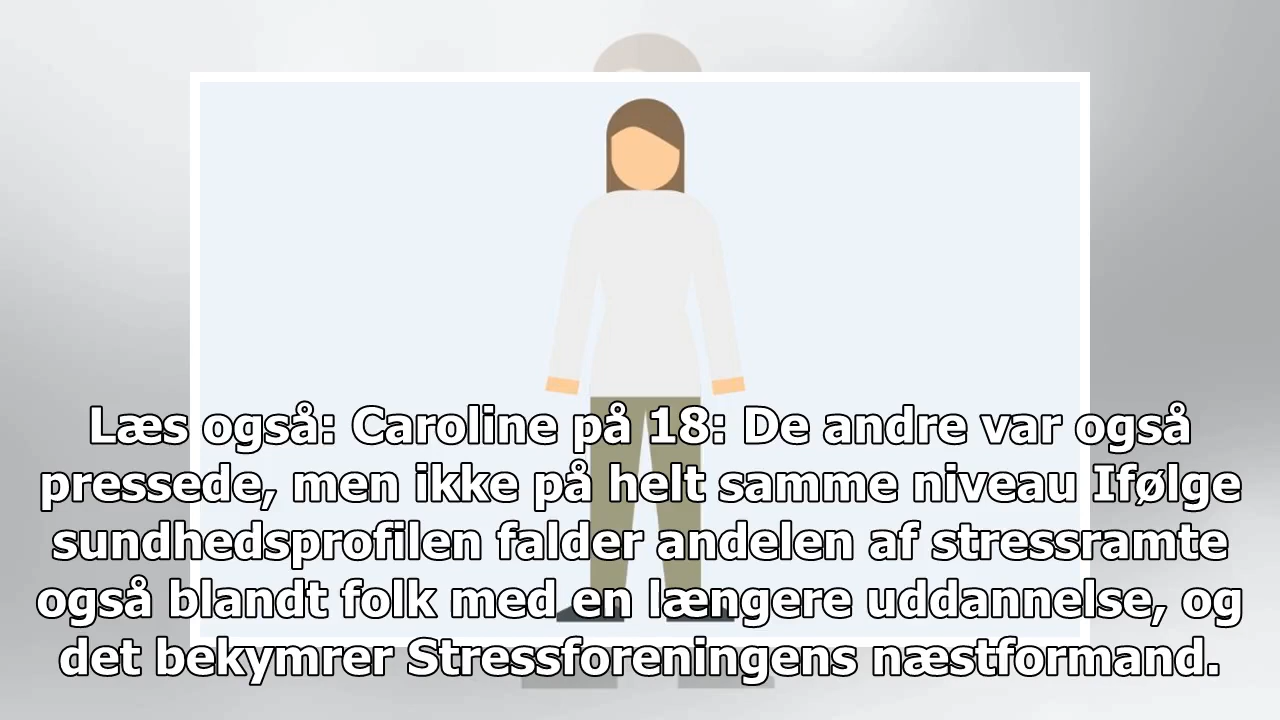 Læs også: Caroline på 18: De andre var også
pressede, men ikke på helt samme niveau Ifølge
sundhedsprofilen falder andelen af stressramte
også blandt folk med en længere uddannelse, og
det bekymrer Stressforeningens næstformand.